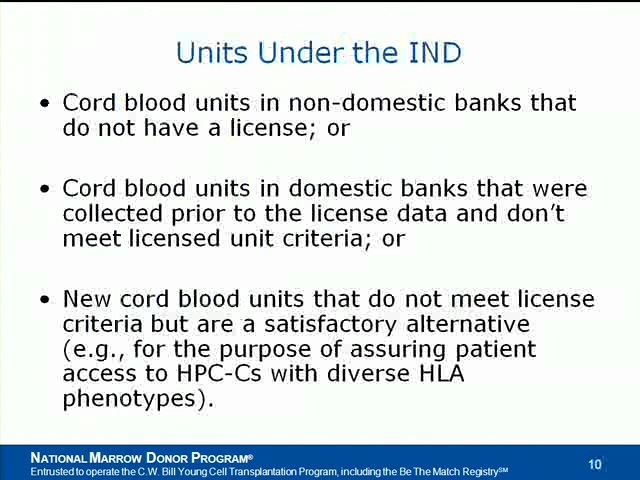 Units Under the IND
• Cord blood units in non-domestic banks that
do not have a license; or
• Cord blood units in domestic banks that were
collected prior to the license data and don't
meet licensed unit criteria; or
• New cord blood units that do not meet license
criteria but are a satisfactory alternative
(e.g., for the purpose of assuring patient
access to HPC-Cs with diverse HLA
phenotypes).
NATIONAL MARROW DONOR PROGRAM®
Entrusted to operate the C.W. Bill Young Cell Transplantation Program, including the Be The Match Registry℠
10